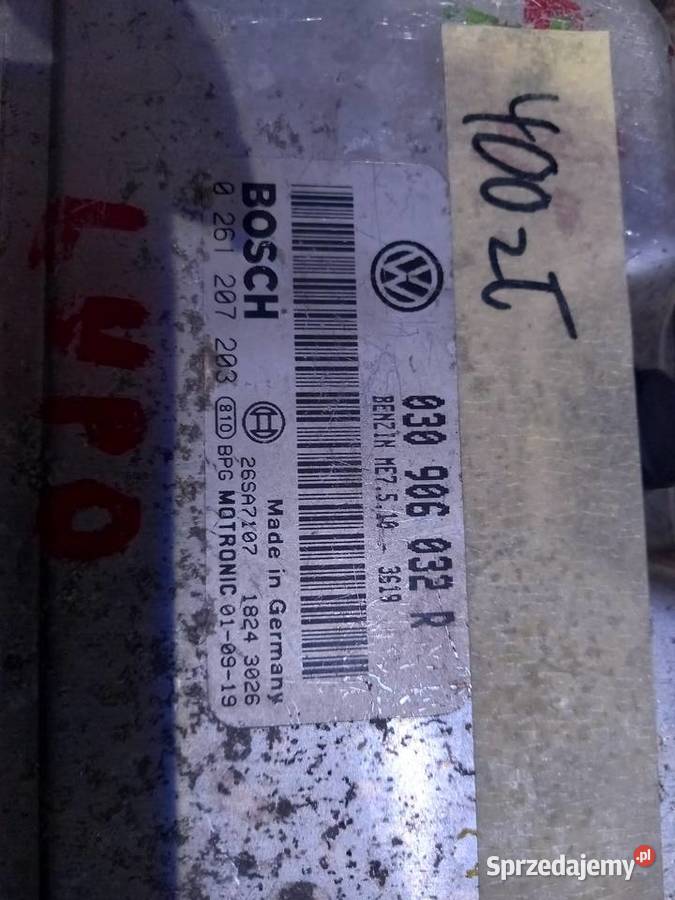 400 zł
030 906 032 R
BENZIN ME7.5.10 - 3619
BOSCH
0 261 207 203
Made in Germany
26SA7107 1824 3026
810 BPG MOTRONIC 01-09-19
LUPO
Sprzedajemy.pl